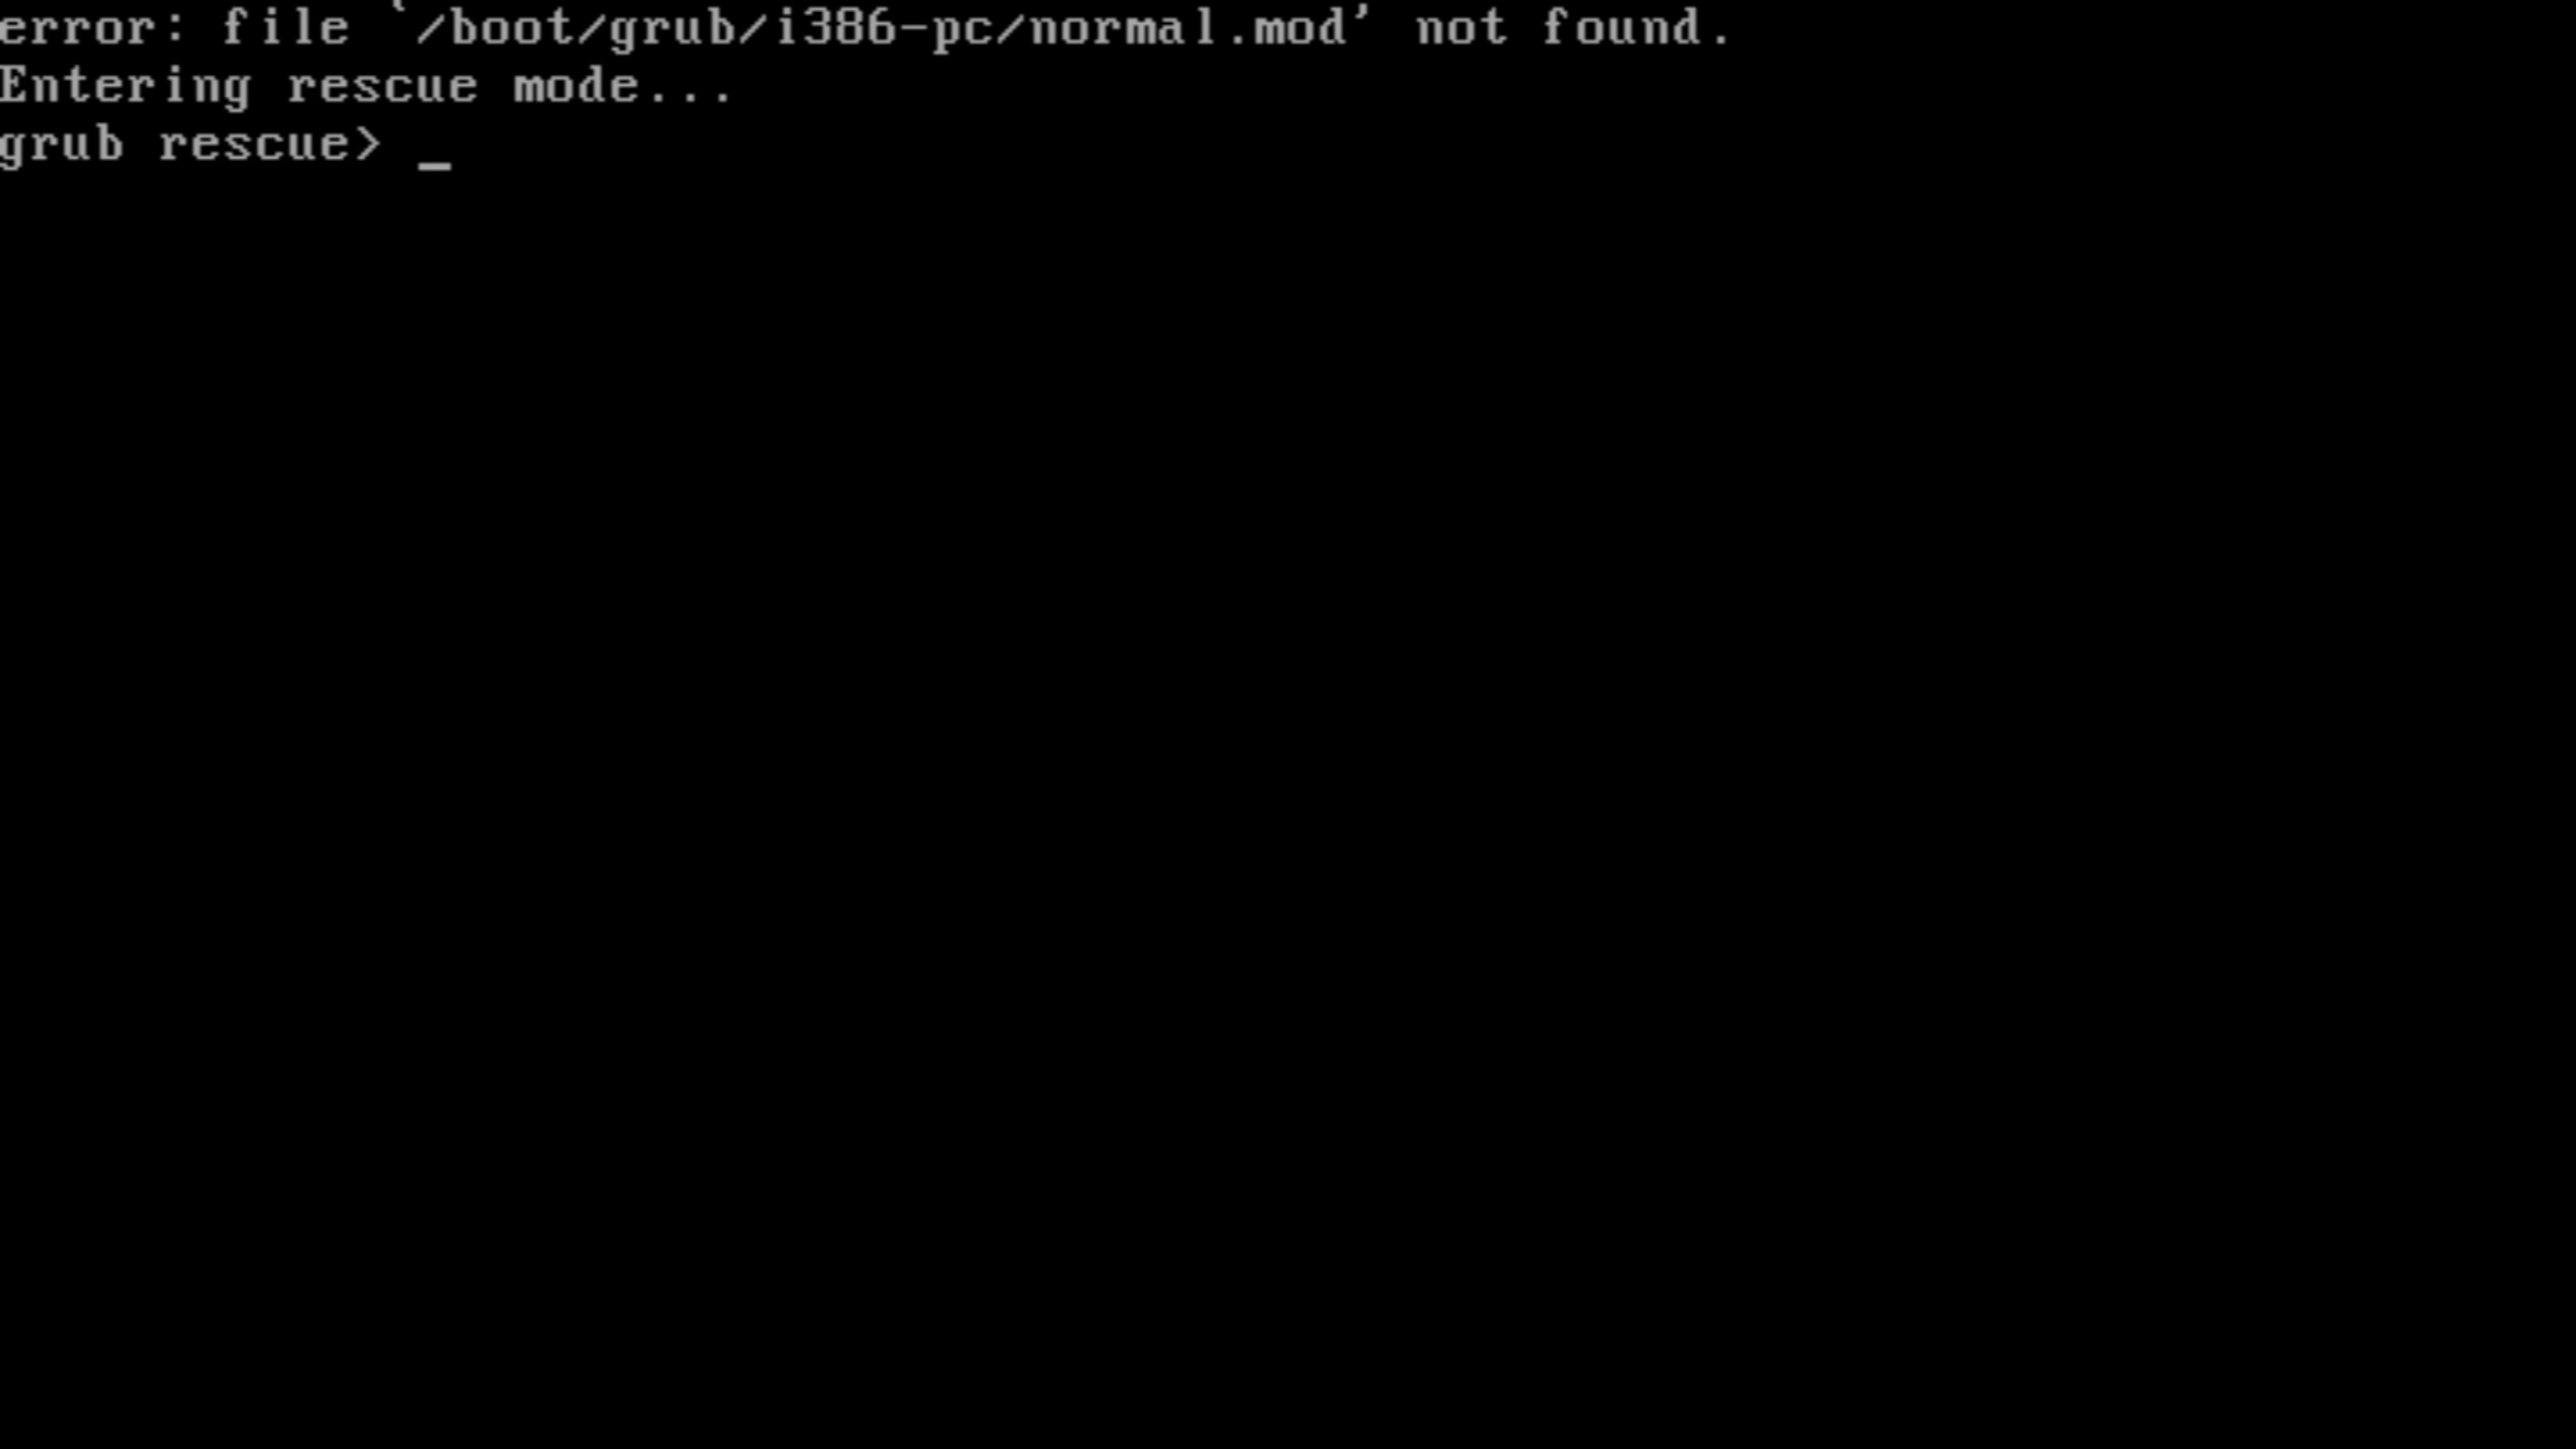 error: file `/boot/grub/i386-pc/normal.mod' not found.
Entering rescue mode...
grub rescue> _